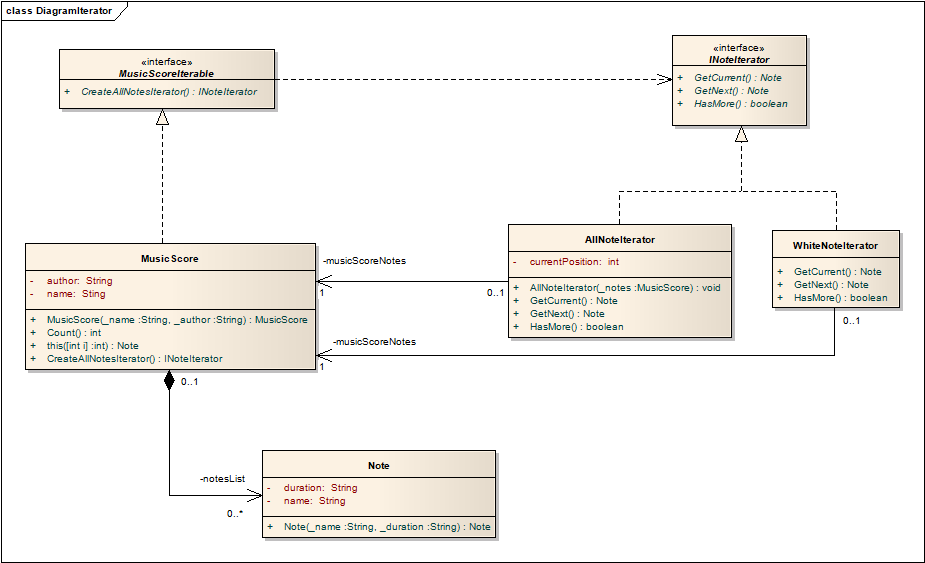 class DiagramIterator
«interface»
MusicScoreIterable
+ CreateAllNotesIterator() : INoteIterator
«interface»
INoteIterator
+ GetCurrent() : Note
+ GetNext() : Note
+ HasMore() : boolean
MusicScore
- author: String
- name: Sting
+ MusicScore(_name :String, _author :String) : MusicScore
+ Count() : int
+ this([int i] :int) : Note
+ CreateAllNotesIterator() : INoteIterator
-musicScoreNotes
1
0..1
AllNoteIterator
- currentPosition: int
+ AllNoteIterator(_notes :MusicScore) : void
+ GetCurrent() : Note
+ GetNext() : Note
+ HasMore() : boolean
WhiteNoteIterator
+ GetCurrent() : Note
+ GetNext() : Note
+ HasMore() : boolean
0..1
-musicScoreNotes
1
0..1
-notesList
0..*
Note
- duration: String
- name: String
+ Note(_name :String, _duration :String) : Note